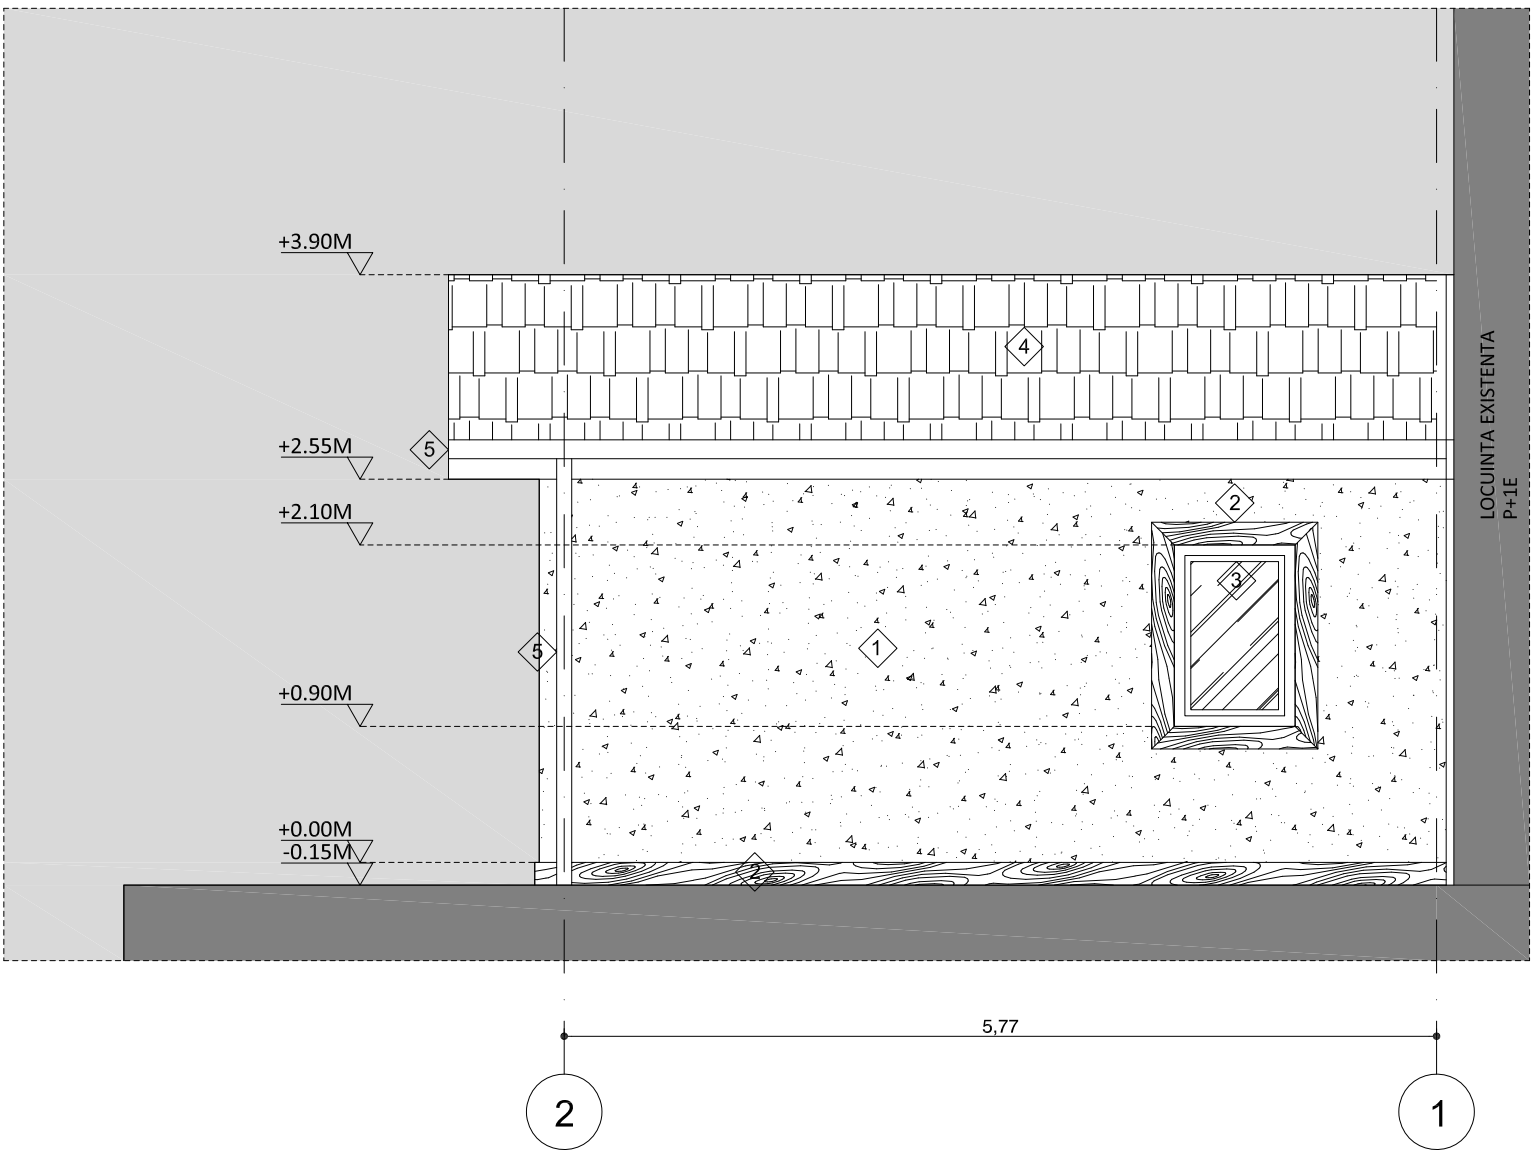 +3.90M
4
5
+2.55M
2
+2.10M
3
1
5
+0.90M
+0.00M
-0.15M
2
LOCUINTA EXISTENTA
P+1E
5,77
2
1